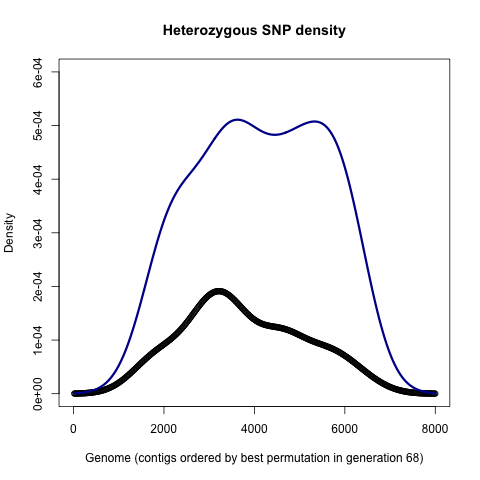 Heterozygous SNP density
6e-04
5e-04
4e-04
3e-04
2e-04
1e-04
0e+00
Density
0 2000 4000 6000 8000
Genome (contigs ordered by best permutation in generation 68)